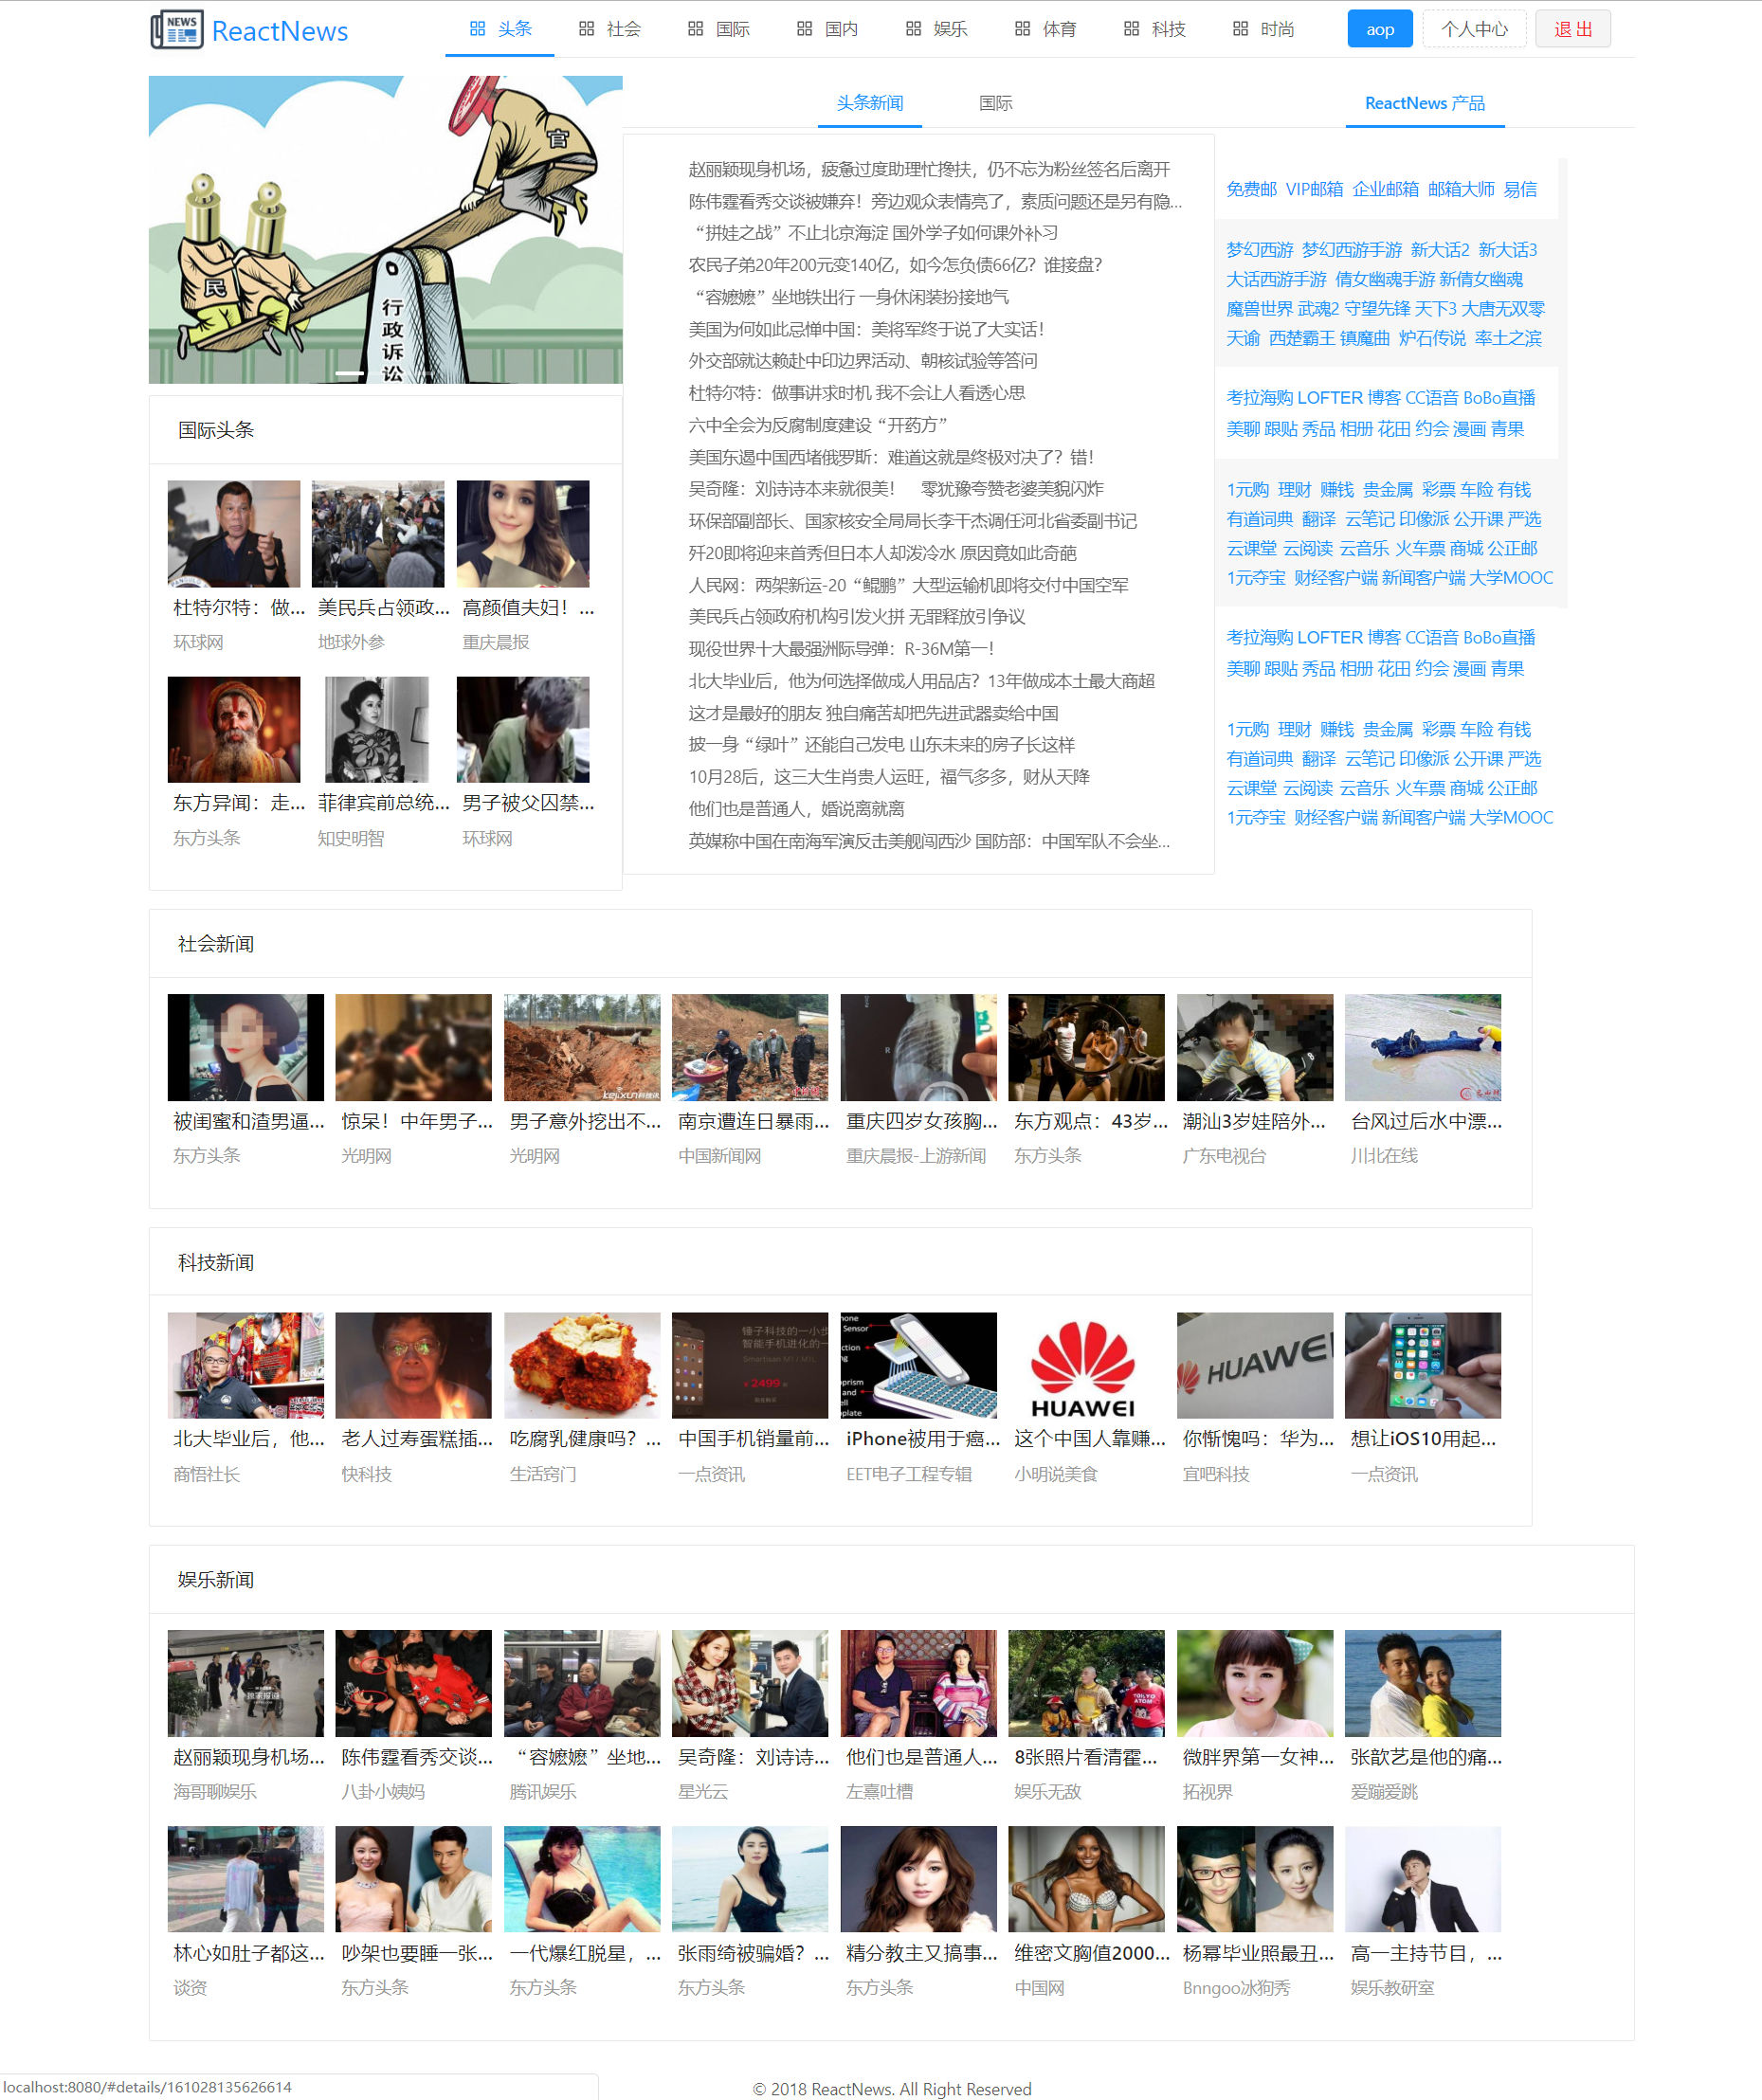 NEWS ReactNews
头条 社会 国际 国内 娱乐 体育 科技 时尚 aop 个人中心 退 出
官
民
行政诉讼
头条新闻 国际
ReactNews 产品
赵丽颖现身机场，疲惫过度助理忙搀扶，仍不忘为粉丝签名后离开
陈伟霆看秀交谈被嫌弃！旁边观众表情亮了，素质问题还是另有隐...
“拼娃之战”不止北京海淀 国外学子如何课外补习
农民子弟20年200元变140亿，如今怎负债66亿？谁接盘？
“容嬷嬷”坐地铁出行 一身休闲装扮接地气
美国为何如此忌惮中国：美将军终于说了大实话！
外交部就达赖赴中印边界活动、朝核试验等答问
杜特尔特：做事讲求时机 我不会让人看透心思
六中全会为反腐制度建设“开药方”
美国东遏中国西堵俄罗斯：难道这就是终极对决了？错！
吴奇隆：刘诗诗本来就很美！　零犹豫夸赞老婆美貌闪炸
环保部副部长、国家核安全局局长李干杰调任河北省委副书记
歼20即将迎来首秀但日本人却泼冷水 原因竟如此奇葩
人民网：两架新运-20“鲲鹏”大型运输机即将交付中国空军
美民兵占领政府机构引发火拼 无罪释放引争议
现役世界十大最强洲际导弹：R-36M第一！
北大毕业后，他为何选择做成人用品店？13年做成本土最大商超
这才是最好的朋友 独自痛苦却把先进武器卖给中国
披一身“绿叶”还能自己发电 山东未来的房子长这样
10月28后，这三大生肖贵人运旺，福气多多，财从天降
他们也是普通人，婚说离就离
英媒称中国在南海军演反击美舰闯西沙 国防部：中国军队不会坐...
免费邮 VIP邮箱 企业邮箱 邮箱大师 易信
梦幻西游 梦幻西游手游 新大话2 新大话3
大话西游手游 倩女幽魂手游 新倩女幽魂
魔兽世界 武魂2 守望先锋 天下3 大唐无双零
天谕 西楚霸王 镇魔曲 炉石传说 率土之滨
考拉海购 LOFTER 博客 CC语音 BoBo直播
美聊 跟贴 秀品 相册 花田 约会 漫画 青果
1元购 理财 赚钱 贵金属 彩票 车险 有钱
有道词典 翻译 云笔记 印像派 公开课 严选
云课堂 云阅读 云音乐 火车票 商城 公正邮
1元夺宝 财经客户端 新闻客户端 大学MOOC
考拉海购 LOFTER 博客 CC语音 BoBo直播
美聊 跟贴 秀品 相册 花田 约会 漫画 青果
1元购 理财 赚钱 贵金属 彩票 车险 有钱
有道词典 翻译 云笔记 印像派 公开课 严选
云课堂 云阅读 云音乐 火车票 商城 公正邮
1元夺宝 财经客户端 新闻客户端 大学MOOC
国际头条
杜特尔特：做... 美民兵占领政... 高颜值夫妇！...
环球网 地球外参 重庆晨报
东方异闻：走... 菲律宾前总统... 男子被父囚禁...
东方头条 知史明智 环球网
社会新闻
被闺蜜和渣男逼... 惊呆！中年男子... 男子意外挖出不... 南京遭连日暴雨... 重庆四岁女孩胸... 东方观点：43岁... 潮汕3岁娃陪外... 台风过后水中漂...
东方头条 光明网 光明网 中国新闻网 重庆晨报-上游新闻 东方头条 广东电视台 川北在线
科技新闻
锤子科技的一小步
智能手机进化的一
Smartisan M1 / M1L
2499
hone
Sensor
ction
ng
oprism
and
ell
plate
HUAWEI
HUAWEI
北大毕业后，他... 老人过寿蛋糕插... 吃腐乳健康吗？... 中国手机销量前... iPhone被用于癌... 这个中国人靠赚... 你惭愧吗：华为... 想让iOS10用起...
商悟社长 快科技 生活窍门 一点资讯 EET电子工程专辑 小明说美食 宜吧科技 一点资讯
娱乐新闻
赵丽颖现身机场... 陈伟霆看秀交谈... “容嬷嬷”坐地... 吴奇隆：刘诗诗... 他们也是普通人... 8张照片看清霍... 微胖界第一女神... 张歆艺是他的痛...
海哥聊娱乐 八卦小姨妈 腾讯娱乐 星光云 左熹吐槽 娱乐无敌 拓视界 爱蹦爱跳
林心如肚子都这... 吵架也要睡一张... 一代爆红脱星，... 张雨绮被骗婚？... 精分教主又搞事... 维密文胸值2000... 杨幂毕业照最丑... 高一主持节目，...
谈资 东方头条 东方头条 东方头条 东方头条 中国网 Bnngoo冰狗秀 娱乐教研室
localhost:8080/#details/161028135626614
© 2018 ReactNews. All Right Reserved